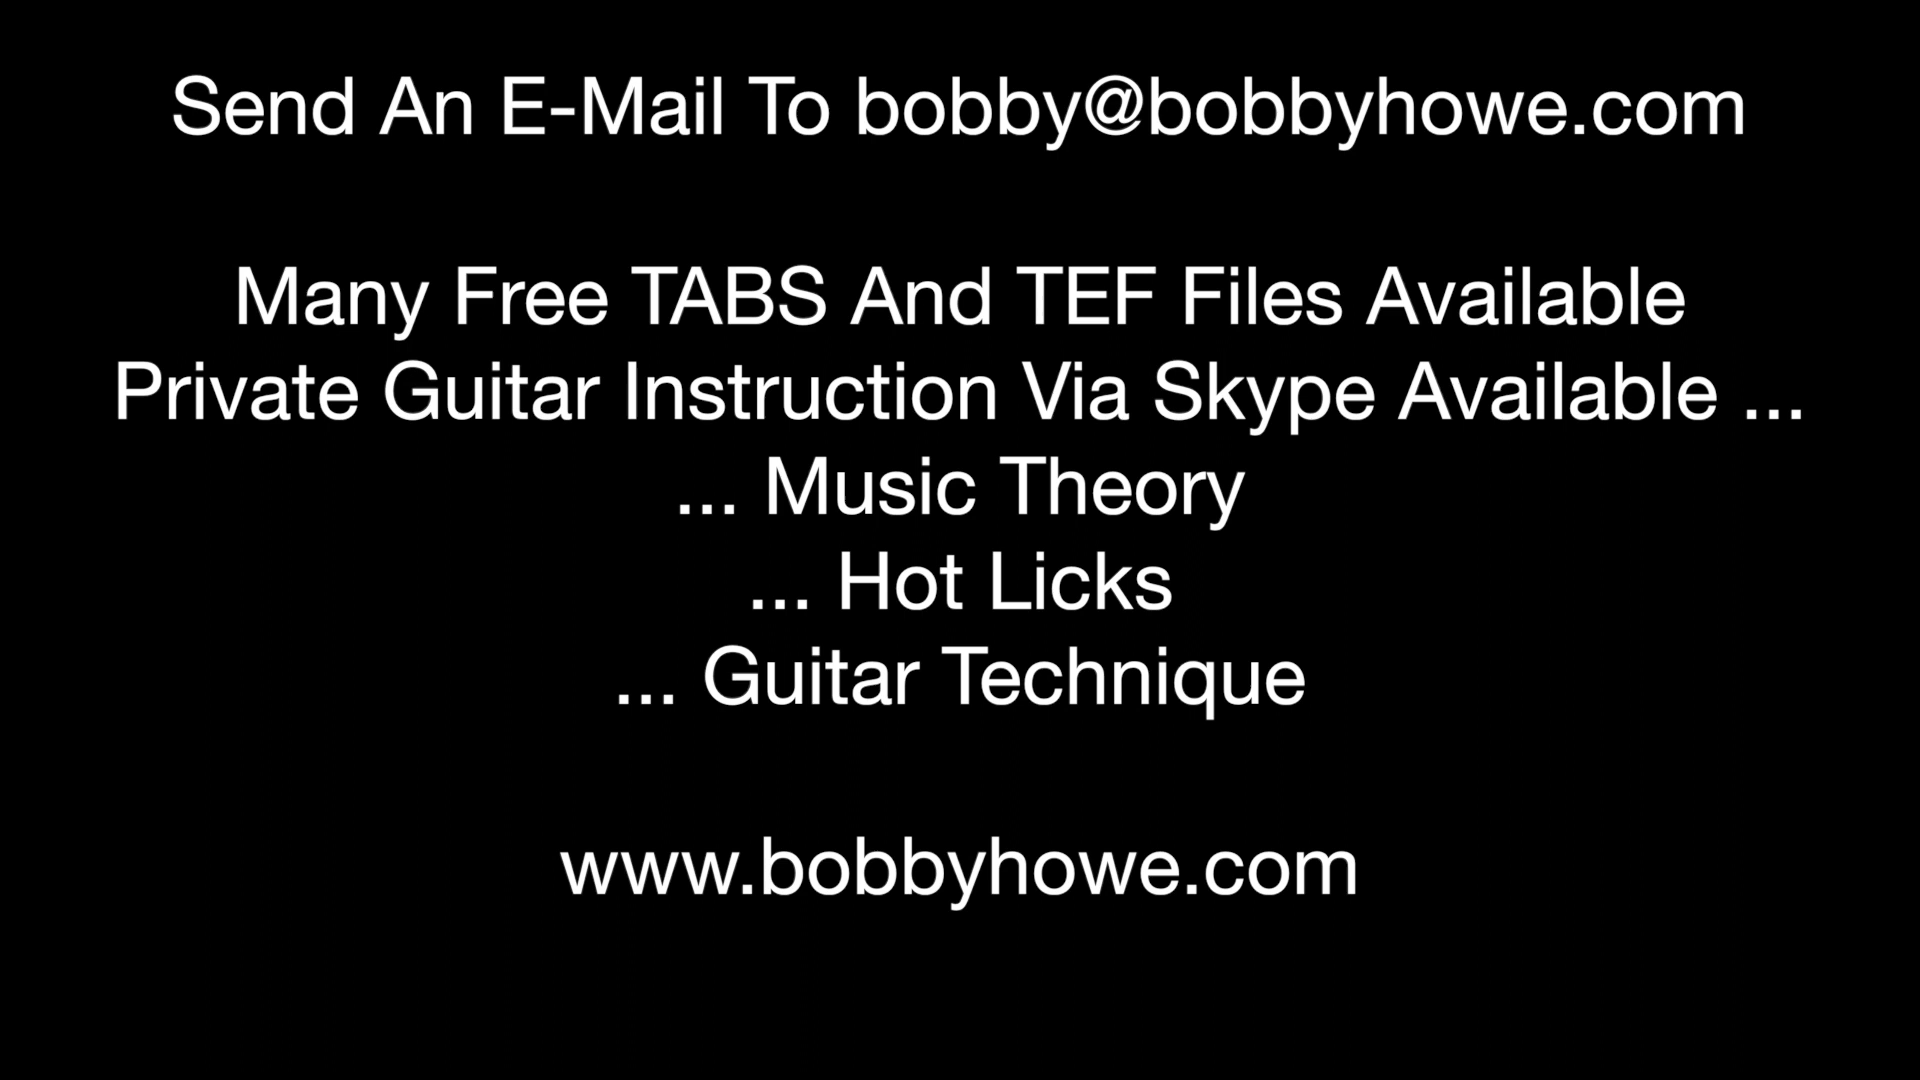 Send An E-Mail To bobby@bobbyhowe.com
Many Free TABS And TEF Files Available
Private Guitar Instruction Via Skype Available ...
... Music Theory
... Hot Licks
... Guitar Technique
www.bobbyhowe.com